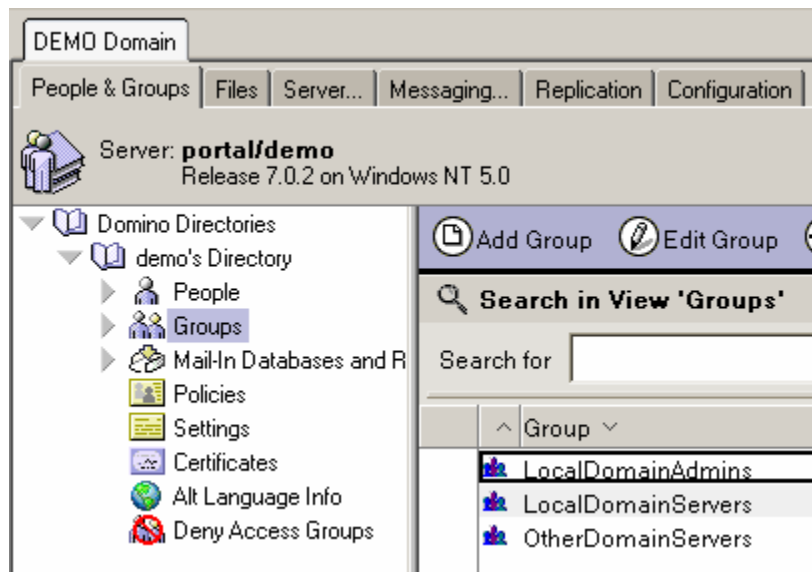 DEMO Domain
People & Groups Files Server... Messaging... Replication Configuration
Server: portal/demo
Release 7.0.2 on Windows NT 5.0
Domino Directories
demo's Directory
People
Groups
Mail-In Databases and R
Policies
Settings
Certificates
Alt Language Info
Deny Access Groups
Add Group Edit Group
Search in View 'Groups'
Search for
Group
LocalDomainAdmins
LocalDomainServers
OtherDomainServers